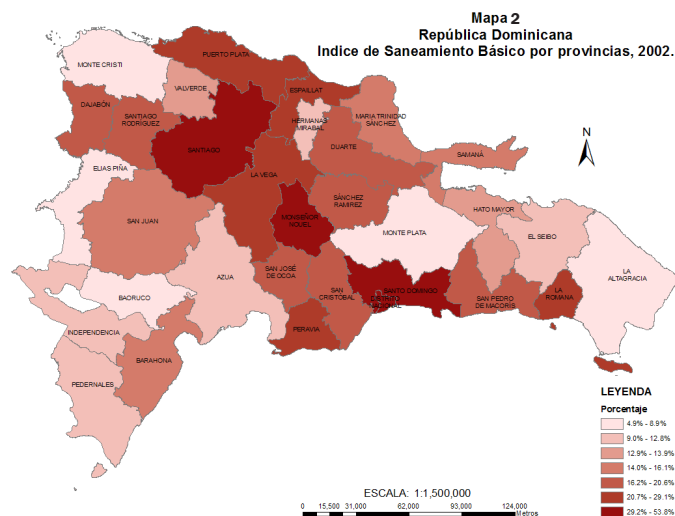 Mapa 2
República Dominicana
Indice de Saneamiento Básico por provincias, 2002.
PUERTO PLATA
MONTE CRISTI
VALVERDE
ESPAILLAT
DAJABÓN
SANTIAGO
RODRÍGUEZ
HERMANAS
MIRABAL
MARIA TRINIDAD
SÁNCHEZ
N
SANTIAGO
DUARTE
SAMANÁ
ELIAS PIÑA
LA VEGA
SAN JUAN
SÁNCHEZ
RAMIREZ
HATO MAYOR
MONSEÑOR
NOUEL
MONTE PLATA
EL SEIBO
AZUA
SAN JOSÉ
DE OCOA
LA
ALTAGRACIA
BAORUCO
SAN
CRISTOBAL
SANTO DOMINGO
DISTRITO
NACIONAL
SAN PEDRO
DE MACORIS
LA
ROMANA
INDEPENDENCIA
PERAVIA
BARAHONA
PEDERNALES
LEYENDA
Porcentaje
4.9% - 8.9%
9.0% - 12.8%
12.9% - 13.9%
14.0% - 16.1%
16.2% - 20.6%
20.7% - 29.1%
29.2% - 53.8%
ESCALA: 1:1,500,000
0 15,500 31,000 62,000 93,000 124,000
Metros